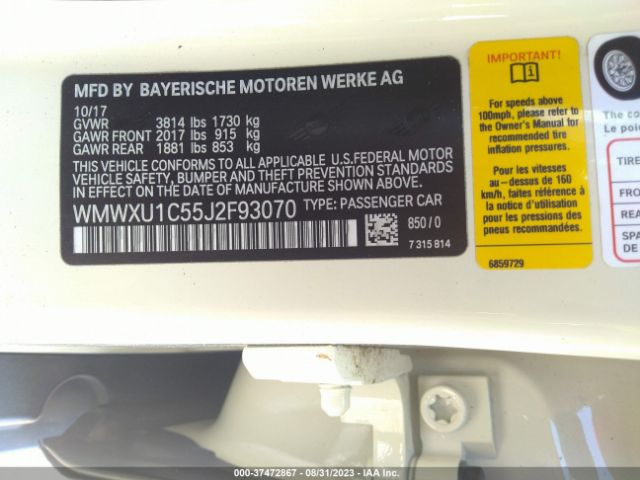 MFD BY BAYERISCHE MOTOREN WERKE AG
10/17
GVWR 3814 lbs 1730 kg
GAWR FRONT 2017 lbs 915 kg
GAWR REAR 1881 lbs 853 kg
THIS VEHICLE CONFORMS TO ALL APPLICABLE U.S.FEDERAL MOTOR
VEHICLE SAFETY, BUMPER AND THEFT PREVENTION STANDARDS
IN EFFECT ON THE DATE OF MANUFACTURE SHOWN ABOVE.
WMWXU1C55J2F93070 TYPE: PASSENGER CAR
850 / 0
7 315 814
IMPORTANT!
For speeds above
100mph, please refer to
the Owner's Manual for
recommended tire
inflation pressures.
Pour les vitesses
au-dessus de 160
km/h, faites référence à
la notice d'utilisation
pour les pressions de
pneu recommandées.
6859729
The co
Le poi
TIRE
FRO
REA
SPA
DE
000-37472867 - 08/31/2023 - IAA Inc.